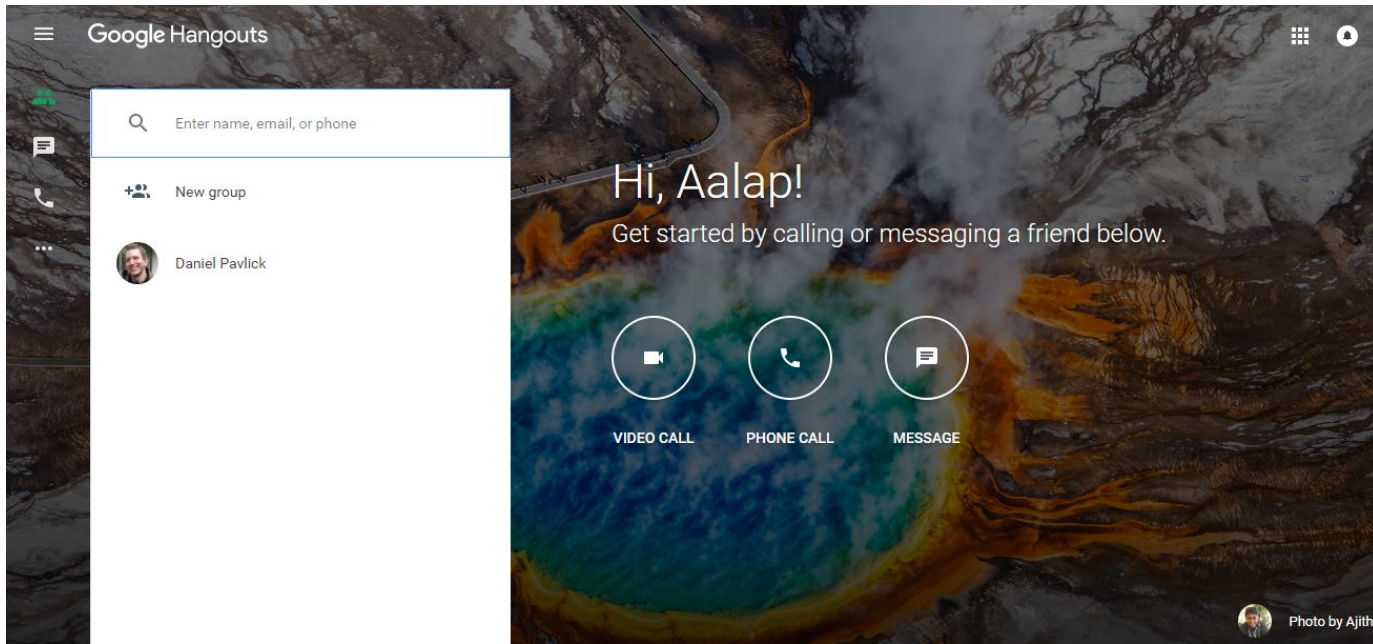 Google Hangouts
Enter name, email, or phone
New group
Daniel Pavlick
Hi, Aalap!
Get started by calling or messaging a friend below.
VIDEO CALL
PHONE CALL
MESSAGE
Photo by Ajith